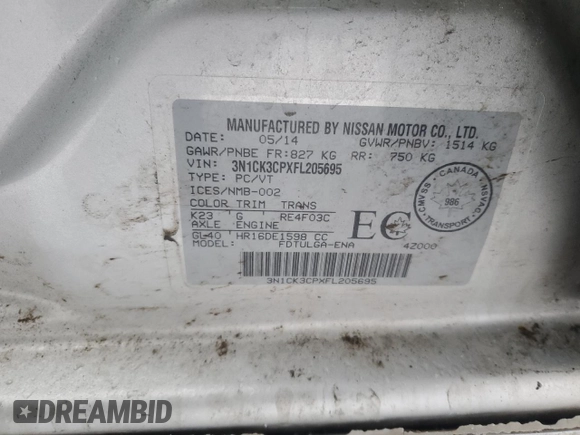 MANUFACTURED BY NISSAN MOTOR CO., LTD.
DATE: 05/14 GVWR/PNBV: 1514 KG
GAWR/PNBE FR: 827 KG RR: 750 KG
VIN: 3N1CK3CPXFL205695
TYPE: PC/VT
ICES/NMB-002
COLOR TRIM TRANS
K23 G RE4F03C
AXLE ENGINE
GL40 HR16DE1598 CC
MODEL: FDTULGA-ENA 4Z000
EC
CMVSS · CANADA · NSVAC
986
TRANSPORT
3N1CK3CPXFL205695
DREAMBID